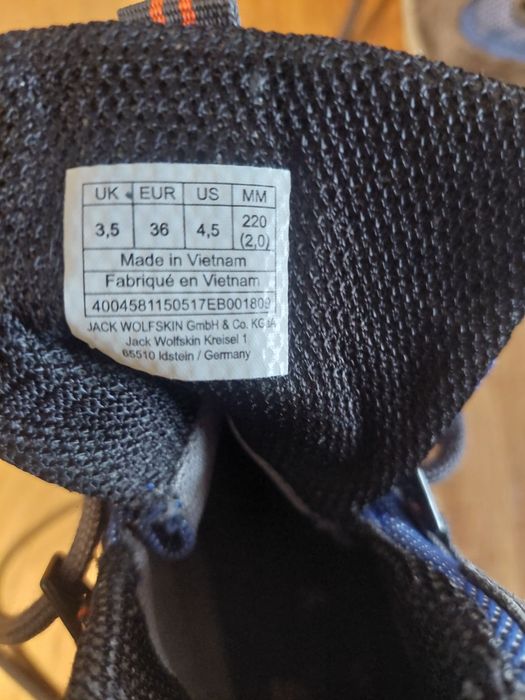 UK EUR US MM
3,5 36 4,5 220 (2,0)
Made in Vietnam
Fabriqué en Vietnam
4004581150517EB001809
JACK WOLFSKIN GmbH & Co. KGaA
Jack Wolfskin Kreisel 1
65510 Idstein / Germany